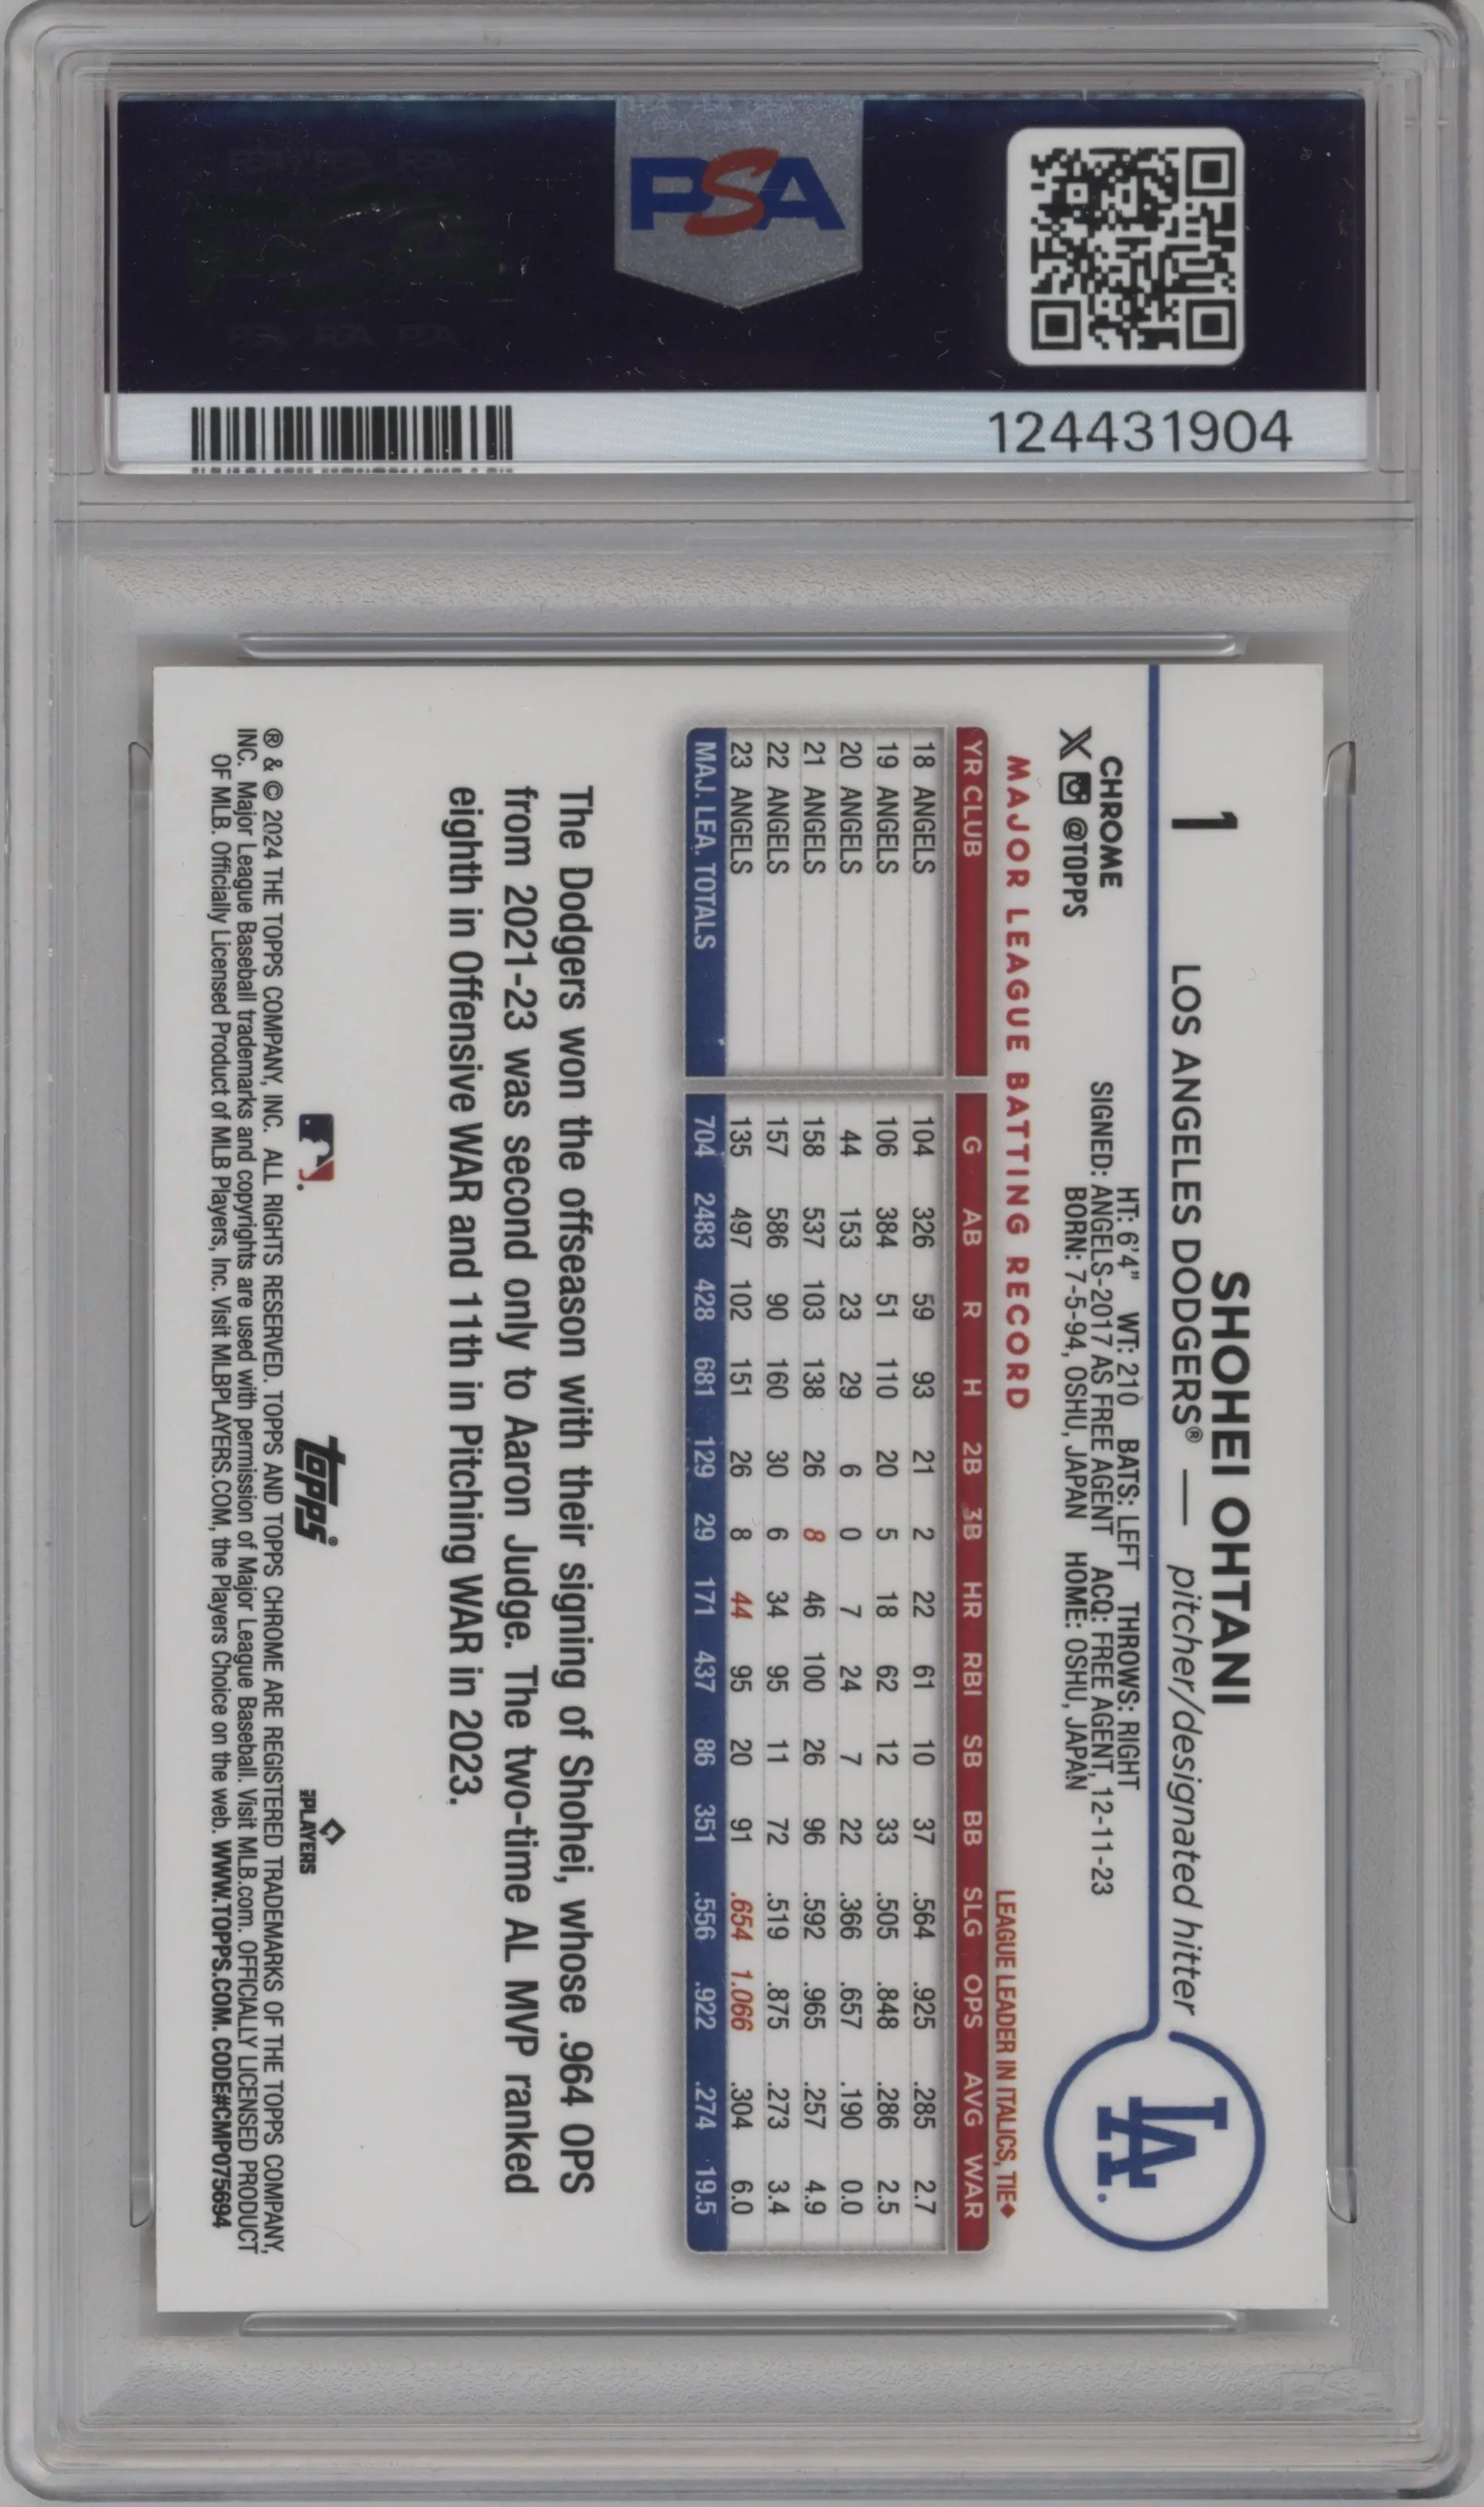 PSA
124431904
1
SHOHEI OHTANI
LOS ANGELES DODGERS® — pitcher/designated hitter
LA
CHROME
X @TOPPS
HT: 6'4" WT: 210 BATS: LEFT THROWS: RIGHT
SIGNED: ANGELS-2017 AS FREE AGENT ACQ: FREE AGENT, 12-11-23
BORN: 7-5-94, OSHU, JAPAN HOME: OSHU, JAPAN
MAJOR LEAGUE BATTING RECORD
LEAGUE LEADER IN ITALICS, TIE◆
YR CLUB G AB R H 2B 3B HR RBI SB BB SLG OPS AVG WAR
18 ANGELS 104 326 59 93 21 2 22 61 10 37 .564 .925 .285 2.7
19 ANGELS 106 384 51 110 20 5 18 62 12 33 .505 .848 .286 2.5
20 ANGELS 44 153 23 29 6 0 7 24 7 22 .366 .657 .190 0.0
21 ANGELS 158 537 103 138 26 8 46 100 26 96 .592 .965 .257 4.9
22 ANGELS 157 586 90 160 30 6 34 95 11 72 .519 .875 .273 3.4
23 ANGELS 135 497 102 151 26 8 44 95 20 91 .654 1.066 .304 6.0
MAJ. LEA. TOTALS 704 2483 428 681 129 29 171 437 86 351 .556 .922 .274 19.5
The Dodgers won the offseason with their signing of Shohei, whose .964 OPS
from 2021-23 was second only to Aaron Judge. The two-time AL MVP ranked
eighth in Offensive WAR and 11th in Pitching WAR in 2023.
topps®
PLAYERS
® & © 2024 THE TOPPS COMPANY, INC. ALL RIGHTS RESERVED. TOPPS AND TOPPS CHROME ARE REGISTERED TRADEMARKS OF THE TOPPS COMPANY,
INC. Major League Baseball trademarks and copyrights are used with permission of Major League Baseball. Visit MLB.com. OFFICIALLY LICENSED PRODUCT
OF MLB. Officially Licensed Product of MLB Players, Inc. Visit MLBPLAYERS.COM, the Players Choice on the web. WWW.TOPPS.COM. CODE#CMP075694